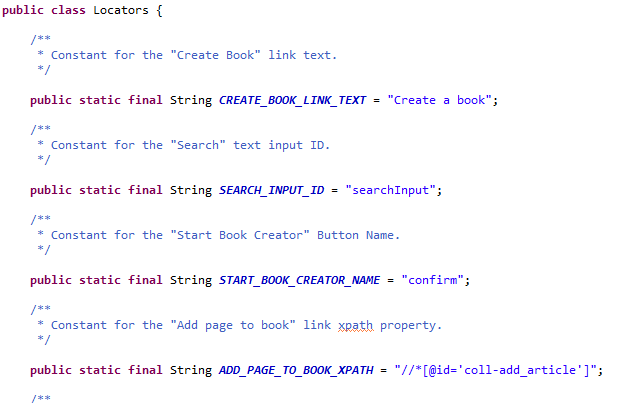 public class Locators {
/**
* Constant for the "Create Book" link text.
*/
public static final String CREATE_BOOK_LINK_TEXT = "Create a book";
/**
* Constant for the "Search" text input ID.
*/
public static final String SEARCH_INPUT_ID = "searchInput";
/**
* Constant for the "Start Book Creator" Button Name.
*/
public static final String START_BOOK_CREATOR_NAME = "confirm";
/**
* Constant for the "Add page to book" link xpath property.
*/
public static final String ADD_PAGE_TO_BOOK_XPATH = "//*[@id='coll-add_article']";
/**